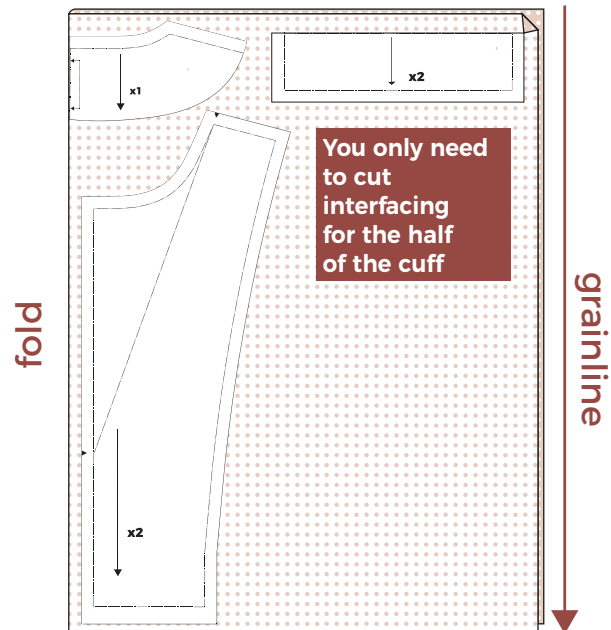 x1
x2
You only need
to cut
interfacing
for the half
of the cuff
fold
grainline
x2